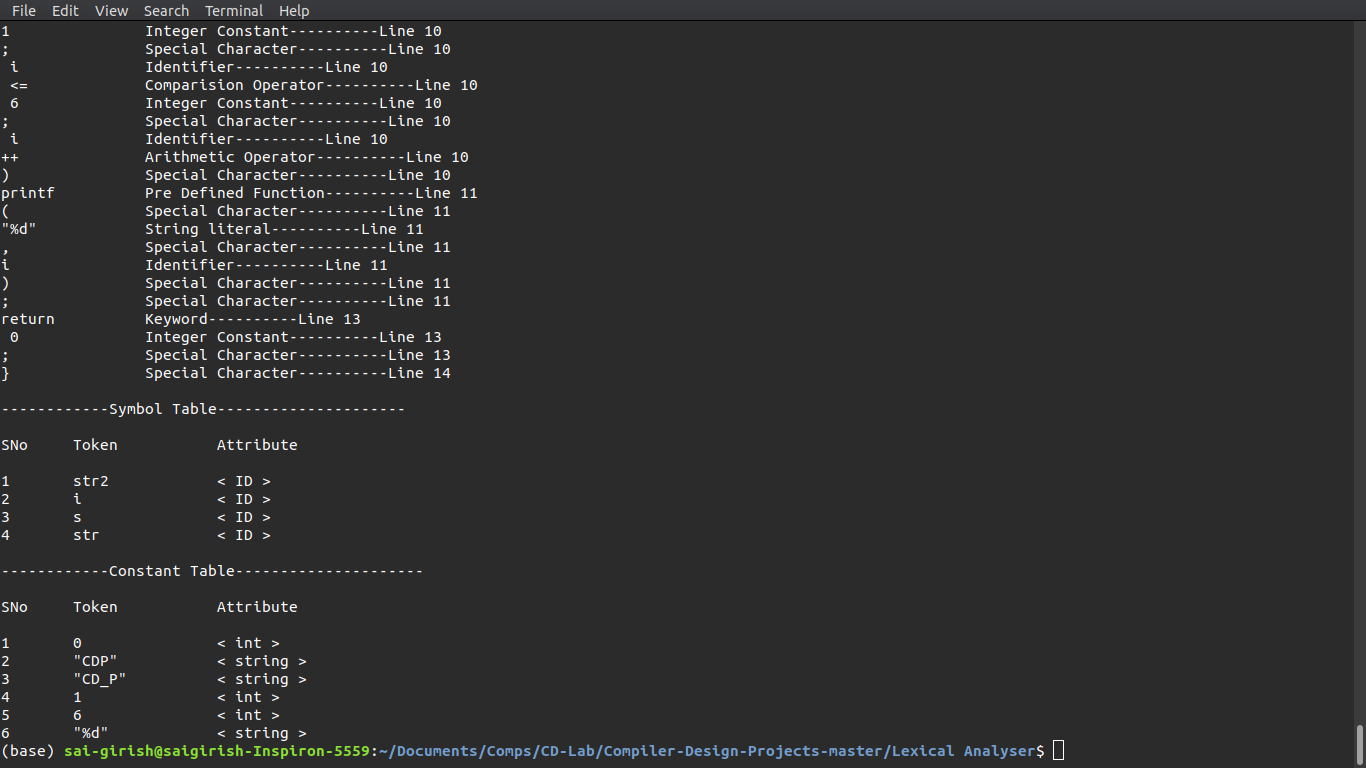 File Edit View Search Terminal Help
1 Integer Constant----------Line 10
; Special Character----------Line 10
i Identifier----------Line 10
<= Comparision Operator----------Line 10
6 Integer Constant----------Line 10
; Special Character----------Line 10
i Identifier----------Line 10
++ Arithmetic Operator----------Line 10
) Special Character----------Line 10
printf Pre Defined Function----------Line 11
( Special Character----------Line 11
"%d" String literal----------Line 11
, Special Character----------Line 11
i Identifier----------Line 11
) Special Character----------Line 11
; Special Character----------Line 11
return Keyword----------Line 13
0 Integer Constant----------Line 13
; Special Character----------Line 13
} Special Character----------Line 14
------------Symbol Table---------------------
SNo Token Attribute
1 str2 < ID >
2 i < ID >
3 s < ID >
4 str < ID >
------------Constant Table---------------------
SNo Token Attribute
1 0 < int >
2 "CDP" < string >
3 "CD_P" < string >
4 1 < int >
5 6 < int >
6 "%d" < string >
(base) sai-girish@saigirish-Inspiron-5559:~/Documents/Comps/CD-Lab/Compiler-Design-Projects-master/Lexical Analyser$